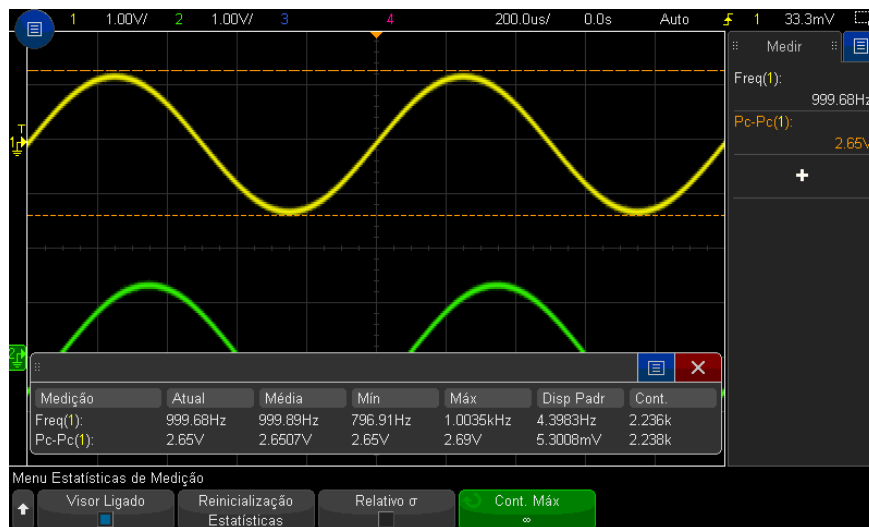 1 1.00V/ 2 1.00V/ 3 4 200.0us/ 0.0s Auto 1 33.3mV
Medir
Freq(1):
999.68Hz
Pc-Pc(1):
2.65V
+
T
1
2
Medição Atual Média Mín Máx Disp Padr Cont.
Freq(1): 999.68Hz 999.89Hz 796.91Hz 1.0035kHz 4.3983Hz 2.236k
Pc-Pc(1): 2.65V 2.6507V 2.65V 2.69V 5.3008mV 2.238k
Menu Estatísticas de Medição
Visor Ligado Reinicialização Relativo σ Cont. Máx
Estatísticas ∞